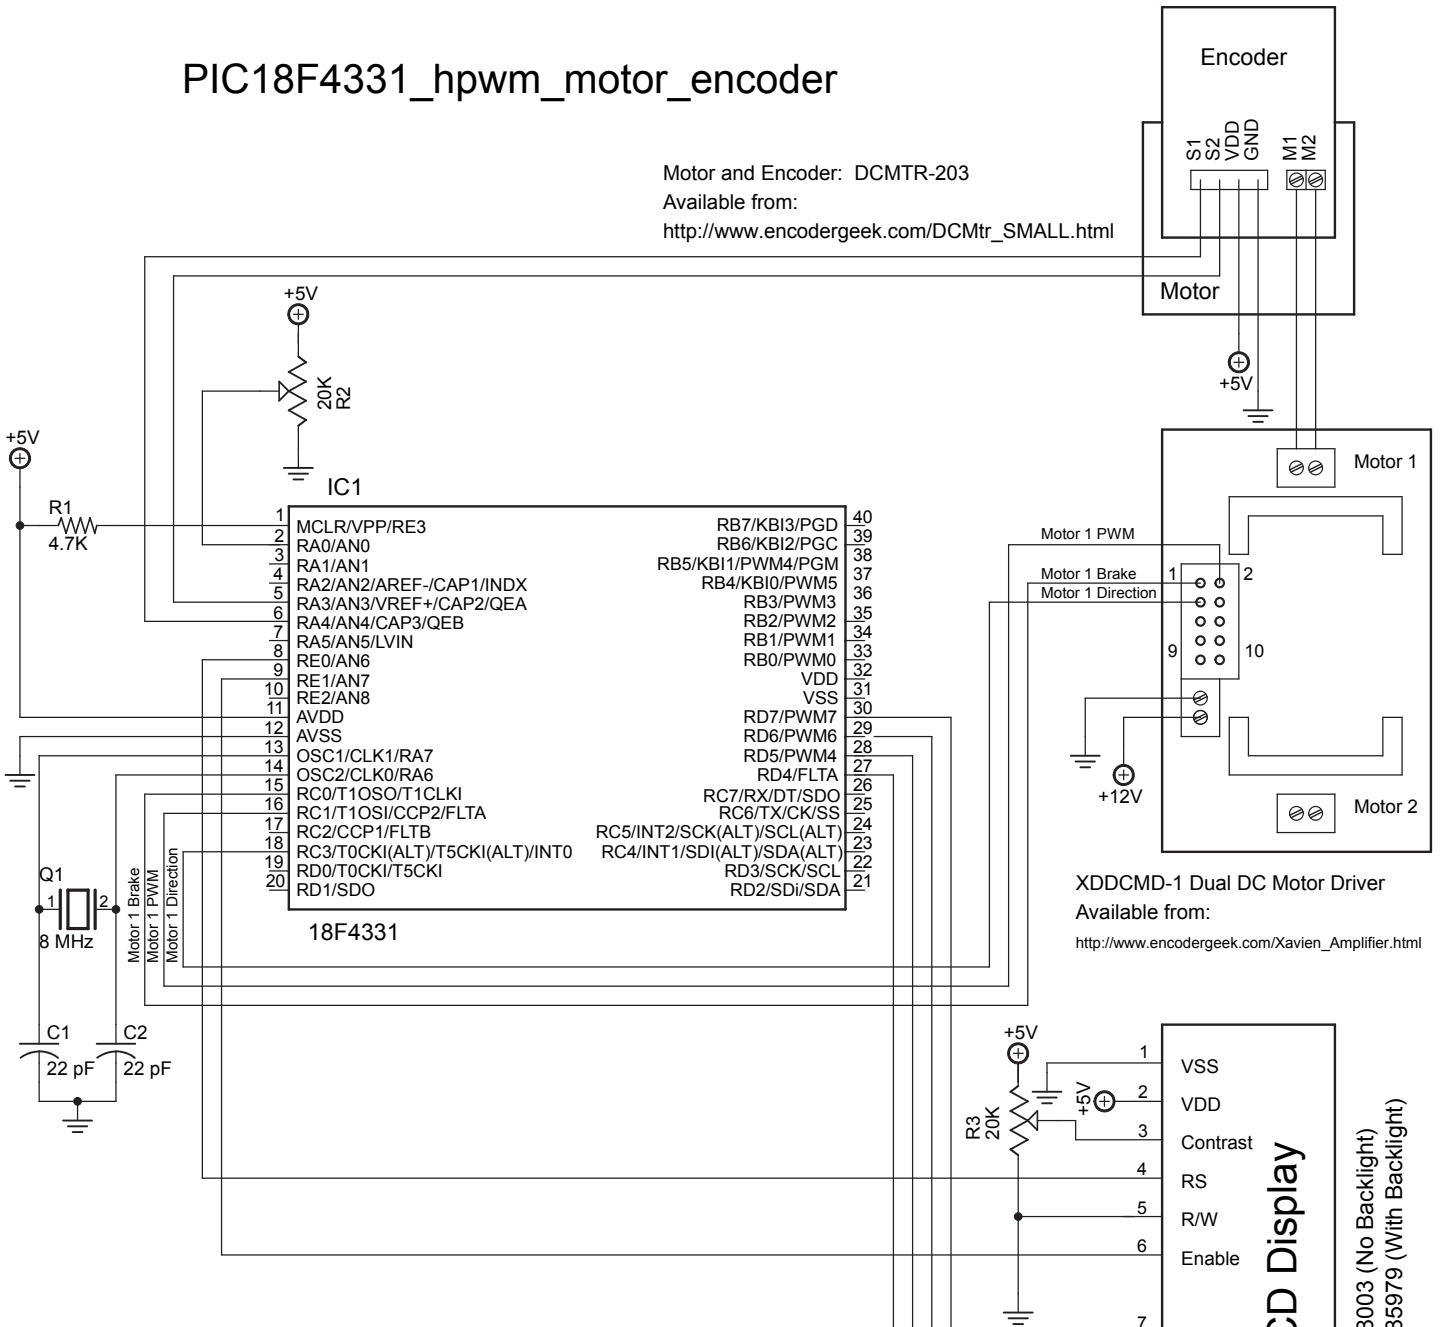 PIC18F4331_hpwm_motor_encoder
Encoder
S1
S2
VDD
GND
M1
M2
Motor and Encoder: DCMTR-203
Available from:
http://www.encodergeek.com/DCMtr_SMALL.html
Motor
+5V
+5V
20K
R2
+5V
R1
4.7K
IC1
1 MCLR/VPP/RE3
2 RA0/AN0
3 RA1/AN1
4 RA2/AN2/AREF-/CAP1/INDX
5 RA3/AN3/VREF+/CAP2/QEA
6 RA4/AN4/CAP3/QEB
7 RA5/AN5/LVIN
8 RE0/AN6
9 RE1/AN7
10 RE2/AN8
11 AVDD
12 AVSS
13 OSC1/CLK1/RA7
14 OSC2/CLK0/RA6
15 RC0/T1OSO/T1CLKI
16 RC1/T1OSI/CCP2/FLTA
17 RC2/CCP1/FLTB
18 RC3/T0CKI(ALT)/T5CKI(ALT)/INT0
19 RD0/T0CKI/T5CKI
20 RD1/SDO
RB7/KBI3/PGD 40
RB6/KBI2/PGC 39
RB5/KBI1/PWM4/PGM 38
RB4/KBI0/PWM5 37
RB3/PWM3 36
RB2/PWM2 35
RB1/PWM1 34
RB0/PWM0 33
VDD 32
VSS 31
RD7/PWM7 30
RD6/PWM6 29
RD5/PWM4 28
RD4/FLTA 27
RC7/RX/DT/SDO 26
RC6/TX/CK/SS 25
RC5/INT2/SCK(ALT)/SCL(ALT) 24
RC4/INT1/SDI(ALT)/SDA(ALT) 23
RD3/SCK/SCL 22
RD2/SDi/SDA 21
18F4331
Motor 1
Motor 1 PWM
Motor 1 Brake
Motor 1 Direction
1
2
9
10
+12V
Motor 2
XDDCMD-1 Dual DC Motor Driver
Available from:
http://www.encodergeek.com/Xavien_Amplifier.html
Q1
1
2
8 MHz
Motor 1 Brake
Motor 1 PWM
Motor 1 Direction
C1
22 pF
C2
22 pF
+5V
R3
20K
+5V
1 VSS
2 VDD
3 Contrast
4 RS
5 R/W
6 Enable
7
CD Display
3003 (No Backlight)
35979 (With Backlight)